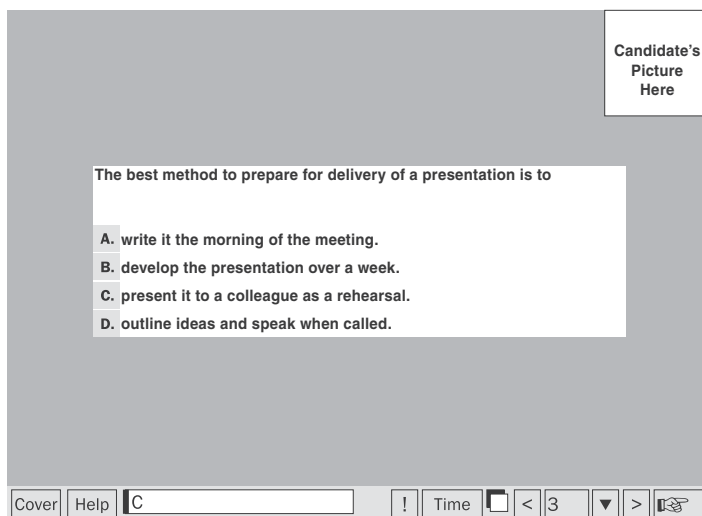 Candidate's
Picture
Here
The best method to prepare for delivery of a presentation is to
A. write it the morning of the meeting.
B. develop the presentation over a week.
C. present it to a colleague as a rehearsal.
D. outline ideas and speak when called.
Cover Help C ! Time < 3 ▼ >